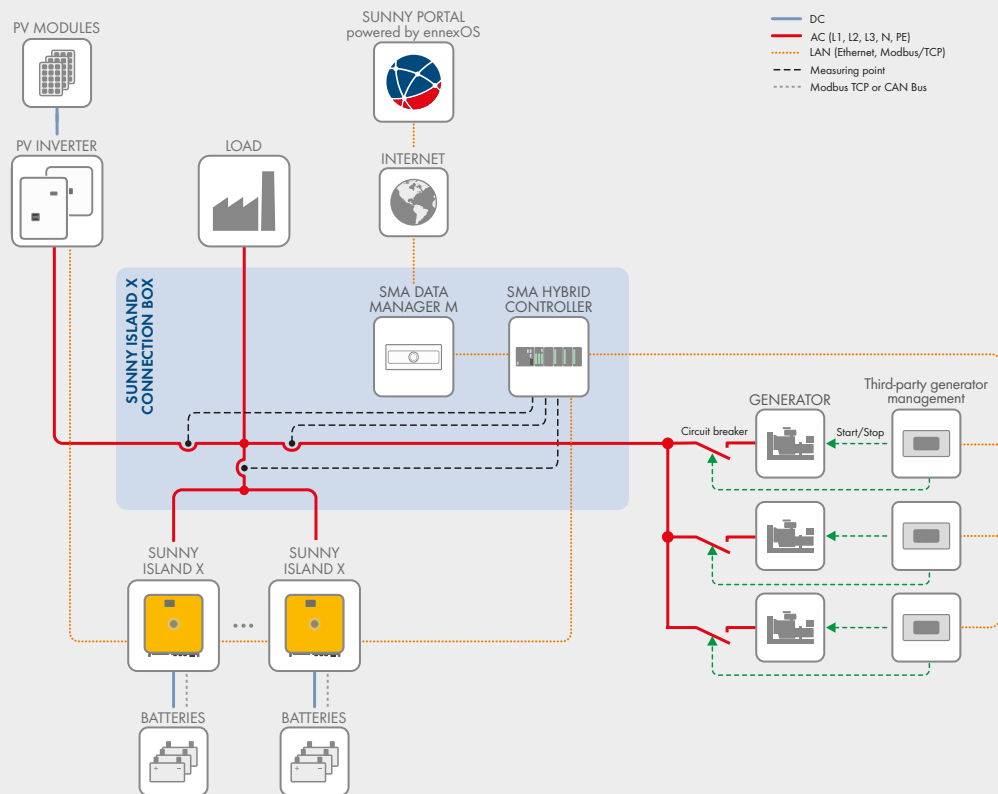 PV MODULES
SUNNY PORTAL
powered by ennexOS
DC
AC (L1, L2, L3, N, PE)
LAN (Ethernet, Modbus/TCP)
Measuring point
Modbus TCP or CAN Bus
PV INVERTER
LOAD
INTERNET
SUNNY ISLAND X
CONNECTION BOX
SMA DATA
MANAGER M
SMA HYBRID
CONTROLLER
GENERATOR
Third-party generator
management
Circuit breaker
Start/Stop
SUNNY
ISLAND X
SUNNY
ISLAND X
BATTERIES
BATTERIES